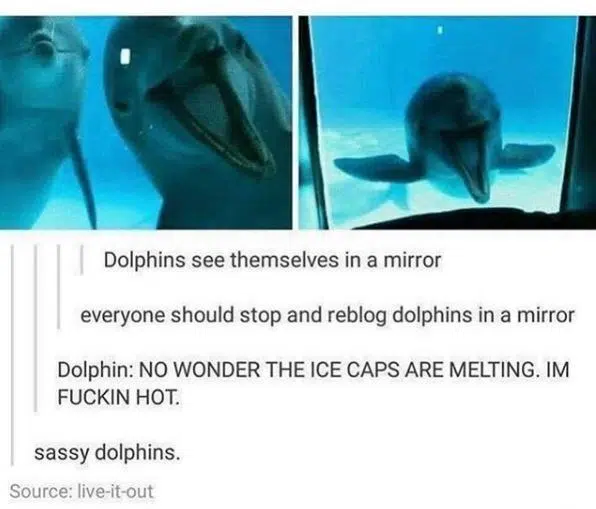 Dolphins see themselves in a mirror
everyone should stop and reblog dolphins in a mirror
Dolphin: NO WONDER THE ICE CAPS ARE MELTING. IM
FUCKIN HOT.
sassy dolphins.
Source: live-it-out